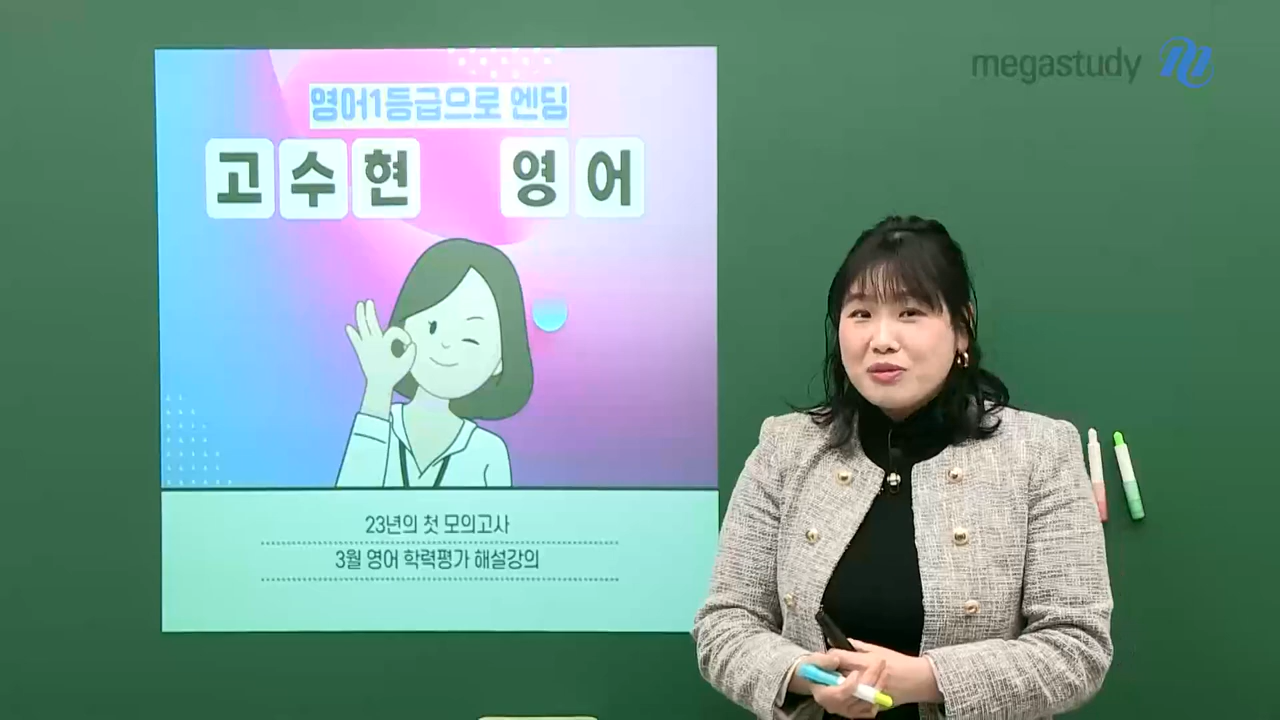 영어1등급으로 엔딩
고수현 영어
23년의 첫 모의고사
3월 영어 학력평가 해설강의
megastudy